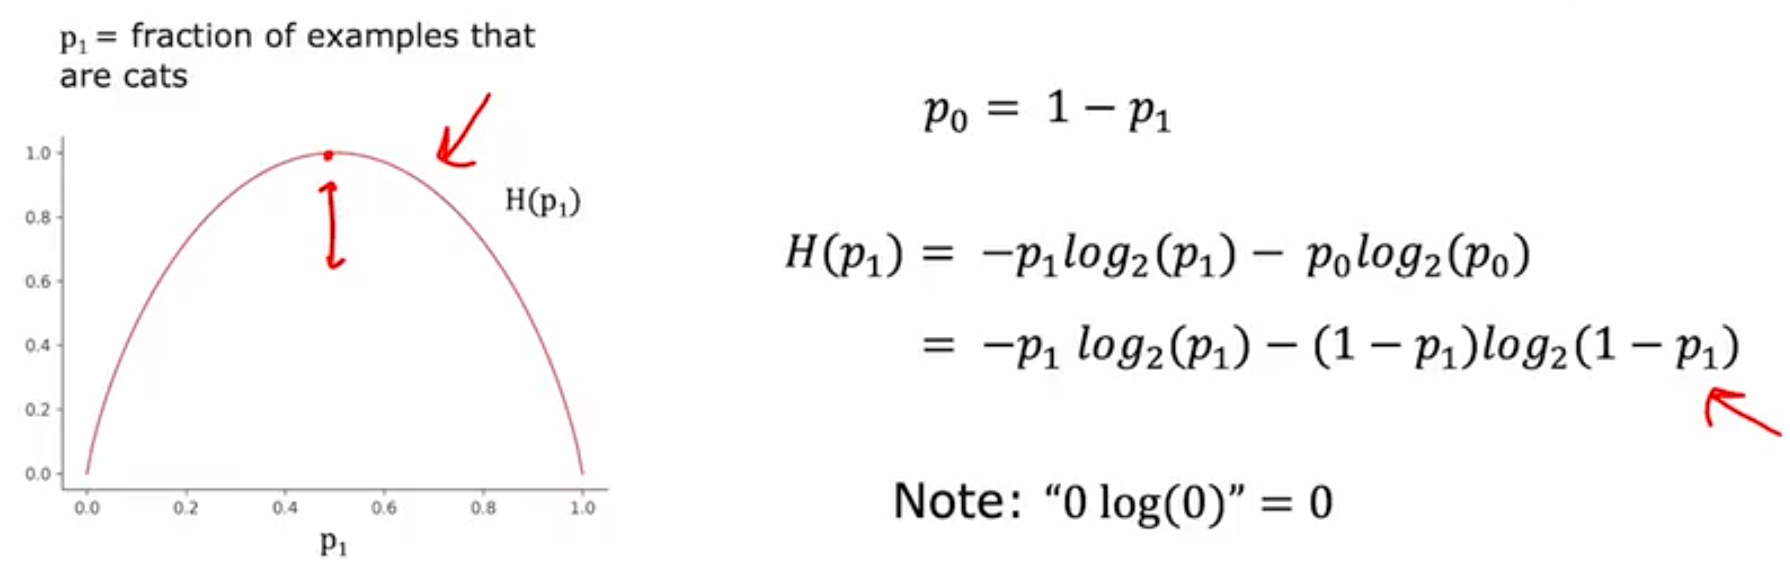 p₁ = fraction of examples that
are cats
1.0
0.8
0.6
0.4
0.2
0.0
0.0 0.2 0.4 0.6 0.8 1.0
p₁
H(p₁)
p₀ = 1 − p₁
H(p₁) = −p₁log₂(p₁) − p₀log₂(p₀)
= −p₁ log₂(p₁) − (1 − p₁)log₂(1 − p₁)
Note: “0 log(0)” = 0